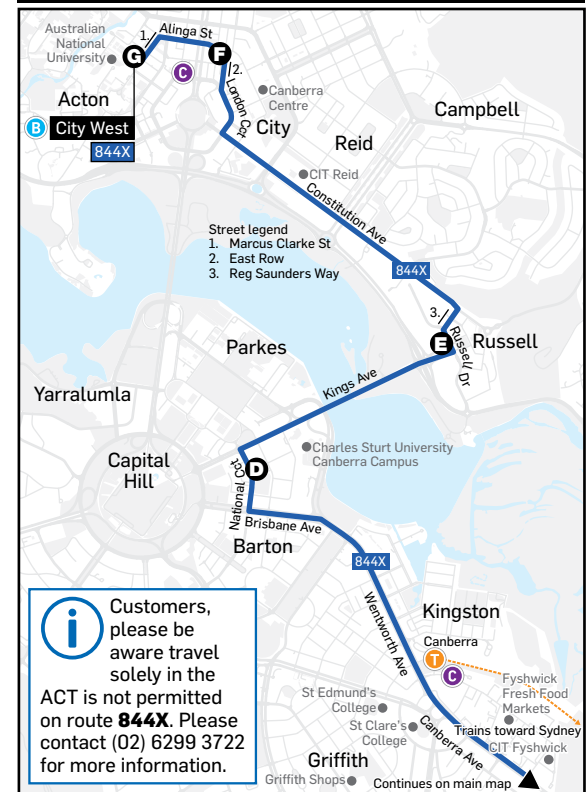 Australian
National
University
1.
Alinga St
G
F
2.
C
London Cct
Canberra
Centre
Acton
City
Campbell
B
City West
844X
Reid
CIT Reid
Constitution Ave
Street legend
1. Marcus Clarke St
2. East Row
3. Reg Saunders Way
844X
3.
E
Russell
Russell Dr
Parkes
Kings Ave
Yarralumla
Charles Sturt University
Canberra Campus
Capital
Hill
D
National Cct
Brisbane Ave
Barton
844X
Wentworth Ave
Kingston
Canberra
T
C
Fyshwick
Fresh Food
Markets
Trains toward Sydney
CIT Fyshwick
St Edmund's
College
St Clare's
College
Canberra Ave
Griffith
Griffith Shops
Continues on main map
i
Customers,
please be
aware travel
solely in the
ACT is not permitted
on route 844X. Please
contact (02) 6299 3722
for more information.